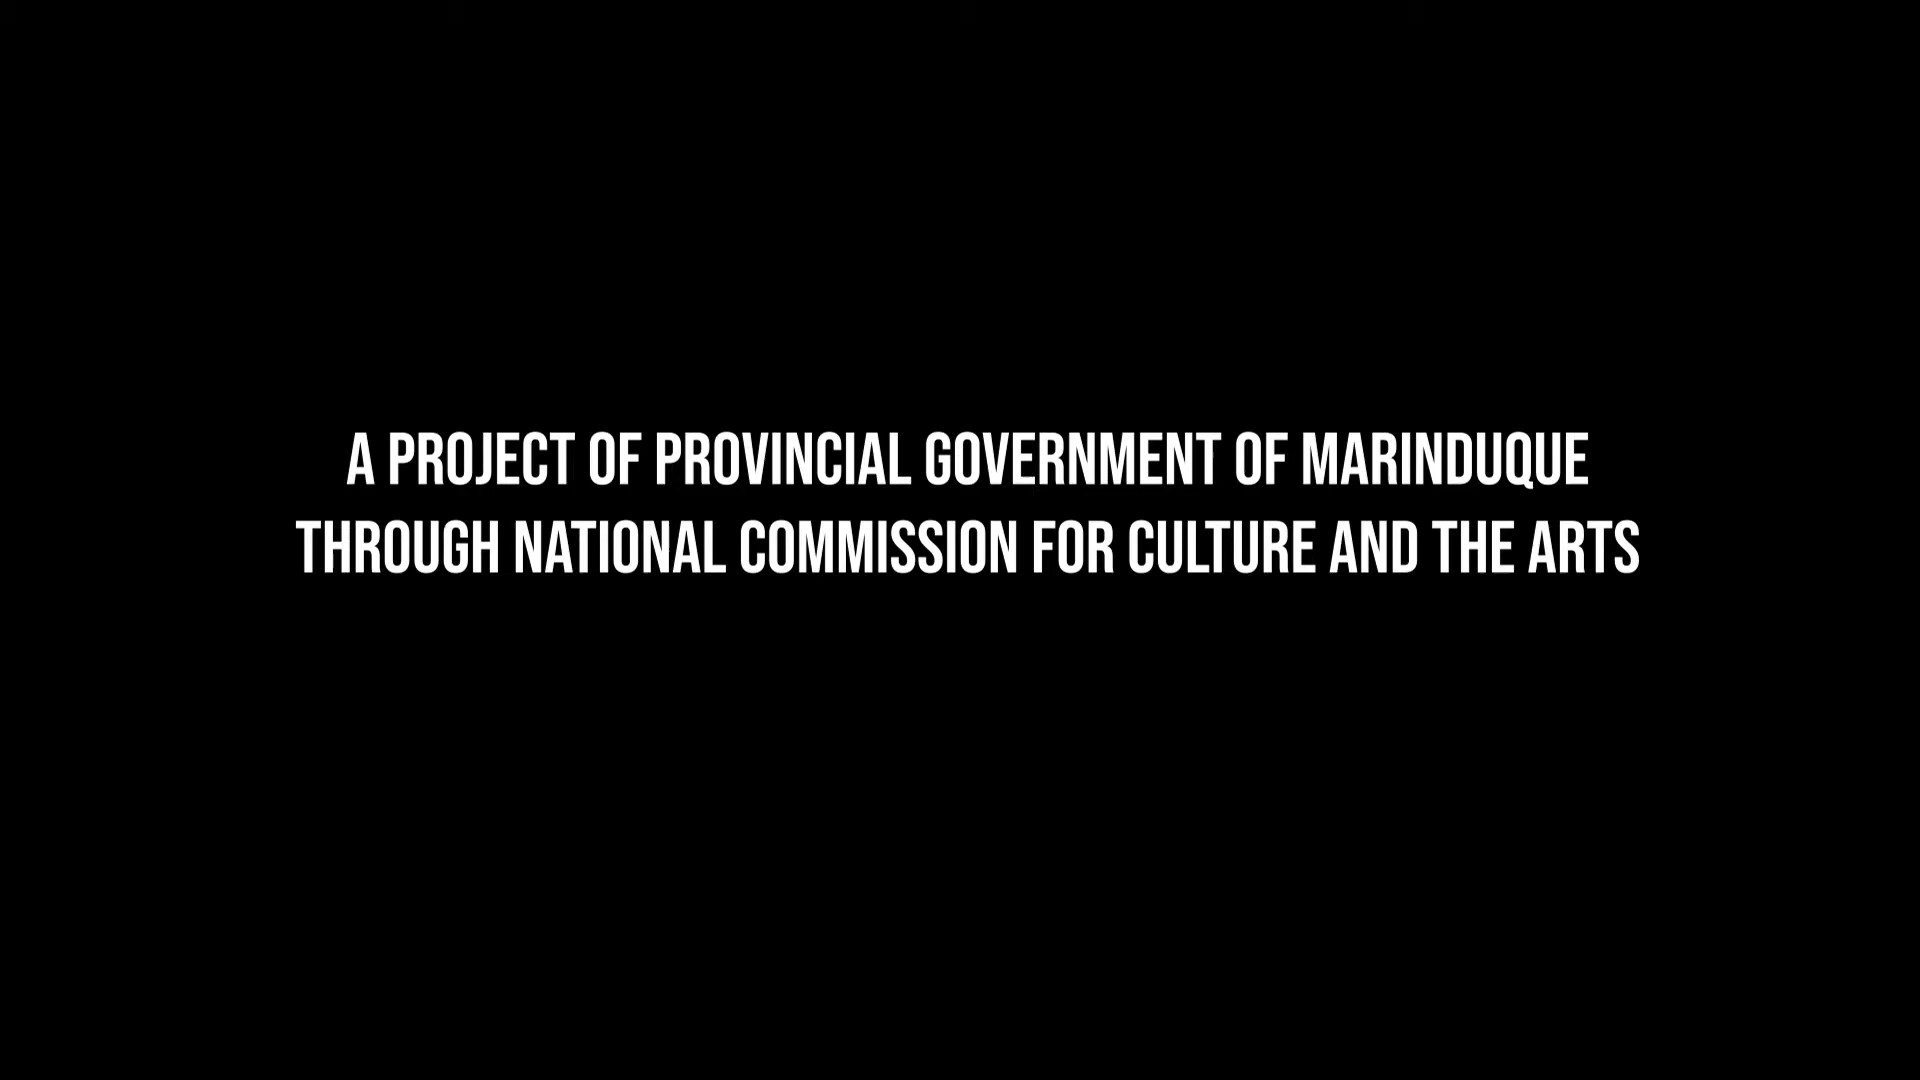 A PROJECT OF PROVINCIAL GOVERNMENT OF MARINDUQUE
THROUGH NATIONAL COMMISSION FOR CULTURE AND THE ARTS